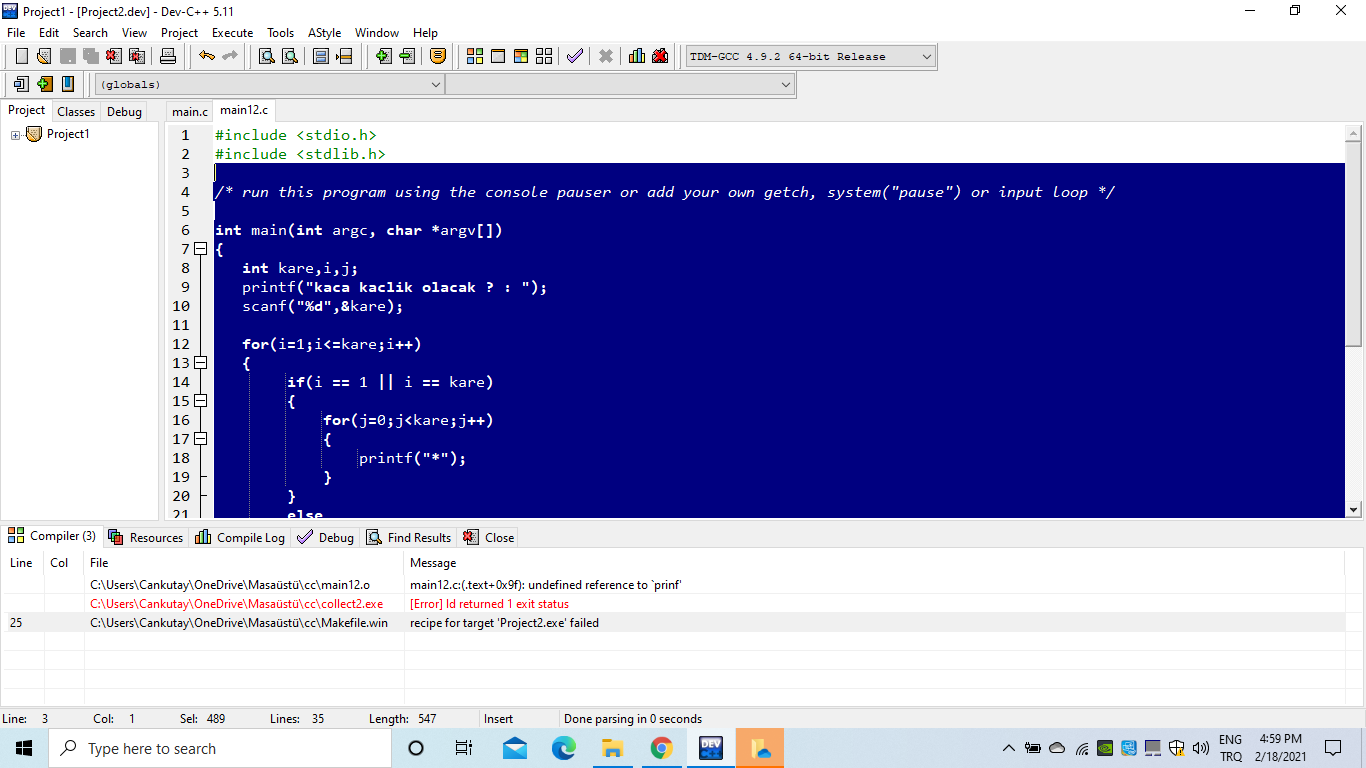 Project1 - [Project2.dev] - Dev-C++ 5.11
File Edit Search View Project Execute Tools AStyle Window Help
TDM-GCC 4.9.2 64-bit Release
(globals)
Project Classes Debug main.c main12.c
Project1
1 #include <stdio.h>
2 #include <stdlib.h>
3
4 /* run this program using the console pauser or add your own getch, system("pause") or input loop */
5
6 int main(int argc, char *argv[])
7 {
8 int kare,i,j;
9 printf("kaca kaclik olacak ? : ");
10 scanf("%d",&kare);
11
12 for(i=1;i<=kare;i++)
13 {
14 if(i == 1 || i == kare)
15 {
16 for(j=0;j<kare;j++)
17 {
18 printf("*");
19 }
20 }
21 else
Compiler (3) Resources Compile Log Debug Find Results Close
Line Col File Message
C:\Users\Cankutay\OneDrive\Masaüstü\cc\main12.o main12.c:(.text+0x9f): undefined reference to `prinf'
C:\Users\Cankutay\OneDrive\Masaüstü\cc\collect2.exe [Error] ld returned 1 exit status
25 C:\Users\Cankutay\OneDrive\Masaüstü\cc\Makefile.win recipe for target 'Project2.exe' failed
Line: 3 Col: 1 Sel: 489 Lines: 35 Length: 547 Insert Done parsing in 0 seconds
Type here to search
DEV
ENG 4:59 PM
TRQ 2/18/2021